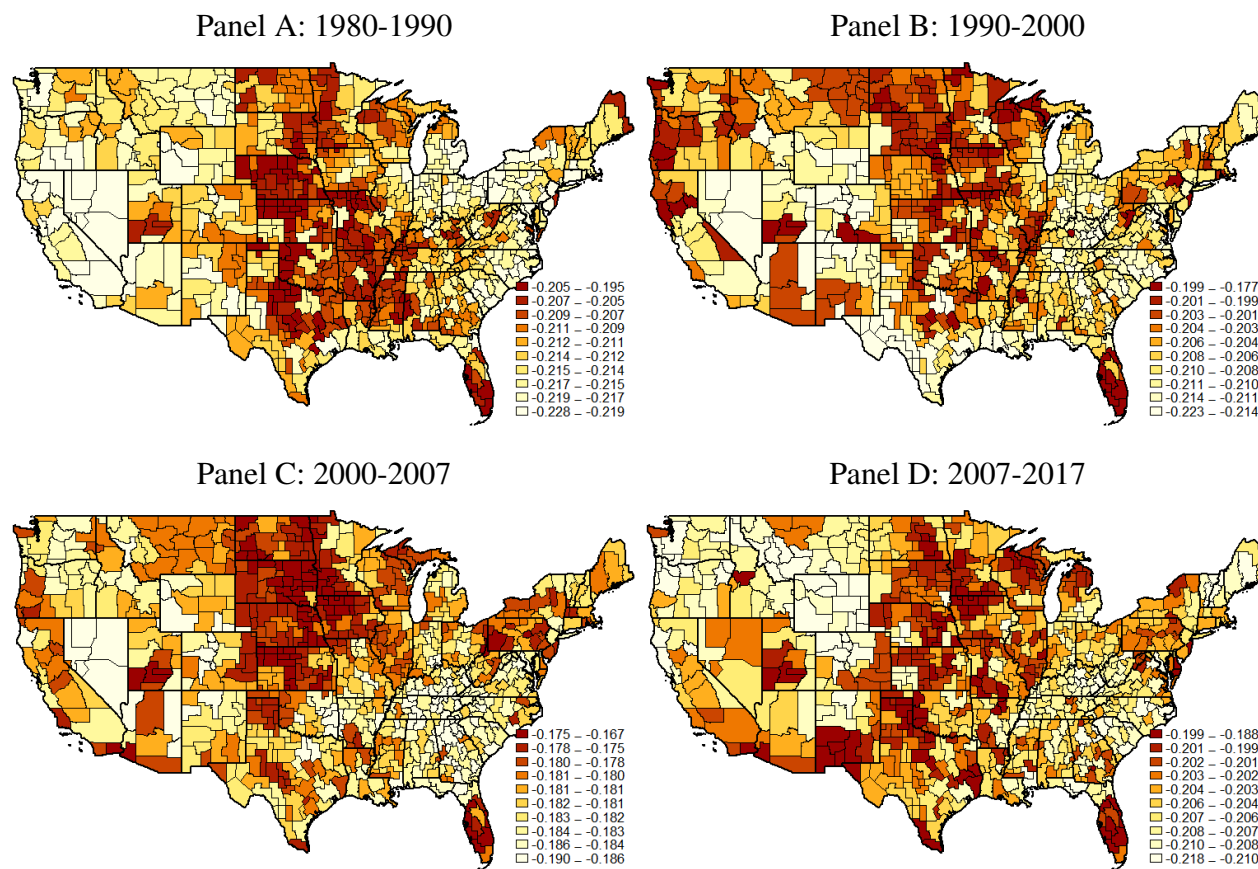 Panel A: 1980-1990
-0.205 – -0.195
-0.207 – -0.205
-0.209 – -0.207
-0.211 – -0.209
-0.212 – -0.211
-0.214 – -0.212
-0.215 – -0.214
-0.217 – -0.215
-0.219 – -0.217
-0.228 – -0.219
Panel B: 1990-2000
-0.199 – -0.177
-0.201 – -0.199
-0.203 – -0.201
-0.204 – -0.203
-0.206 – -0.204
-0.208 – -0.206
-0.210 – -0.208
-0.211 – -0.210
-0.214 – -0.211
-0.223 – -0.214
Panel C: 2000-2007
-0.175 – -0.167
-0.178 – -0.175
-0.180 – -0.178
-0.181 – -0.180
-0.181 – -0.181
-0.182 – -0.181
-0.183 – -0.182
-0.184 – -0.183
-0.186 – -0.184
-0.190 – -0.186
Panel D: 2007-2017
-0.199 – -0.188
-0.201 – -0.199
-0.202 – -0.201
-0.203 – -0.202
-0.204 – -0.203
-0.206 – -0.204
-0.207 – -0.206
-0.208 – -0.207
-0.210 – -0.208
-0.218 – -0.210